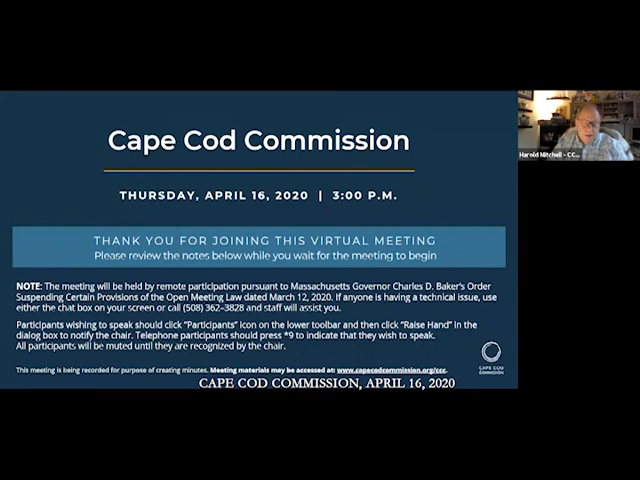 Cape Cod Commission
THURSDAY, APRIL 16, 2020 | 3:00 P.M.
THANK YOU FOR JOINING THIS VIRTUAL MEETING
Please review the notes below while you wait for the meeting to begin
NOTE: The meeting will be held by remote participation pursuant to Massachusetts Governor Charles D. Baker's Order
Suspending Certain Provisions of the Open Meeting Law dated March 12, 2020. If anyone is having a technical issue, use
either the chat box on your screen or call (508) 362–3828 and staff will assist you.
Participants wishing to speak should click "Participants" icon on the lower toolbar and then click "Raise Hand" in the
dialog box to notify the chair. Telephone participants should press *9 to indicate that they wish to speak.
All participants will be muted until they are recognized by the chair.
This meeting is being recorded for purpose of creating minutes. Meeting materials may be accessed at: www.capecodcommission.org/ccc.
CAPE COD
COMMISSION
CAPE COD COMMISSION, APRIL 16, 2020
Harold Mitchell - CC...